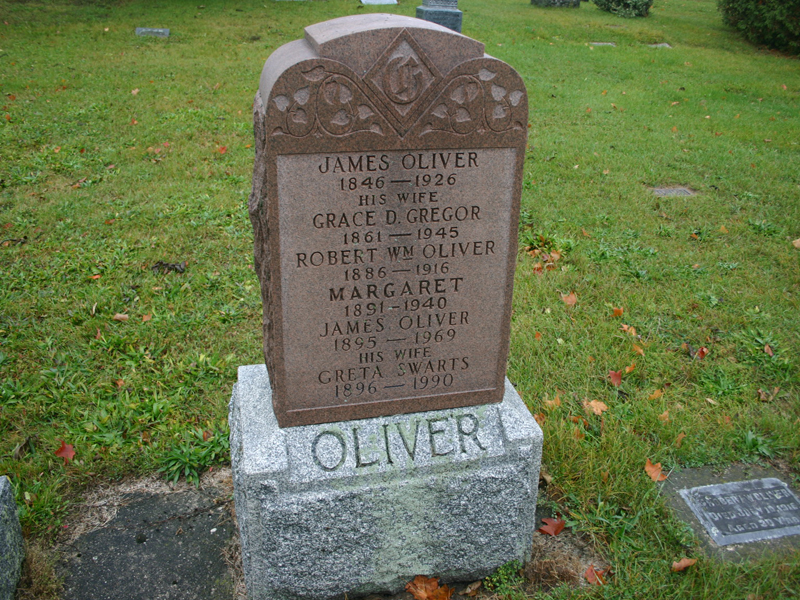 G
JAMES OLIVER
1846 — 1926
HIS WIFE
GRACE D. GREGOR
1861 — 1945
ROBERT WM OLIVER
1886 — 1916
MARGARET
1891 - 1940
JAMES OLIVER
1895 — 1969
HIS WIFE
GRETA SWARTS
1896 — 1990
OLIVER
AGED